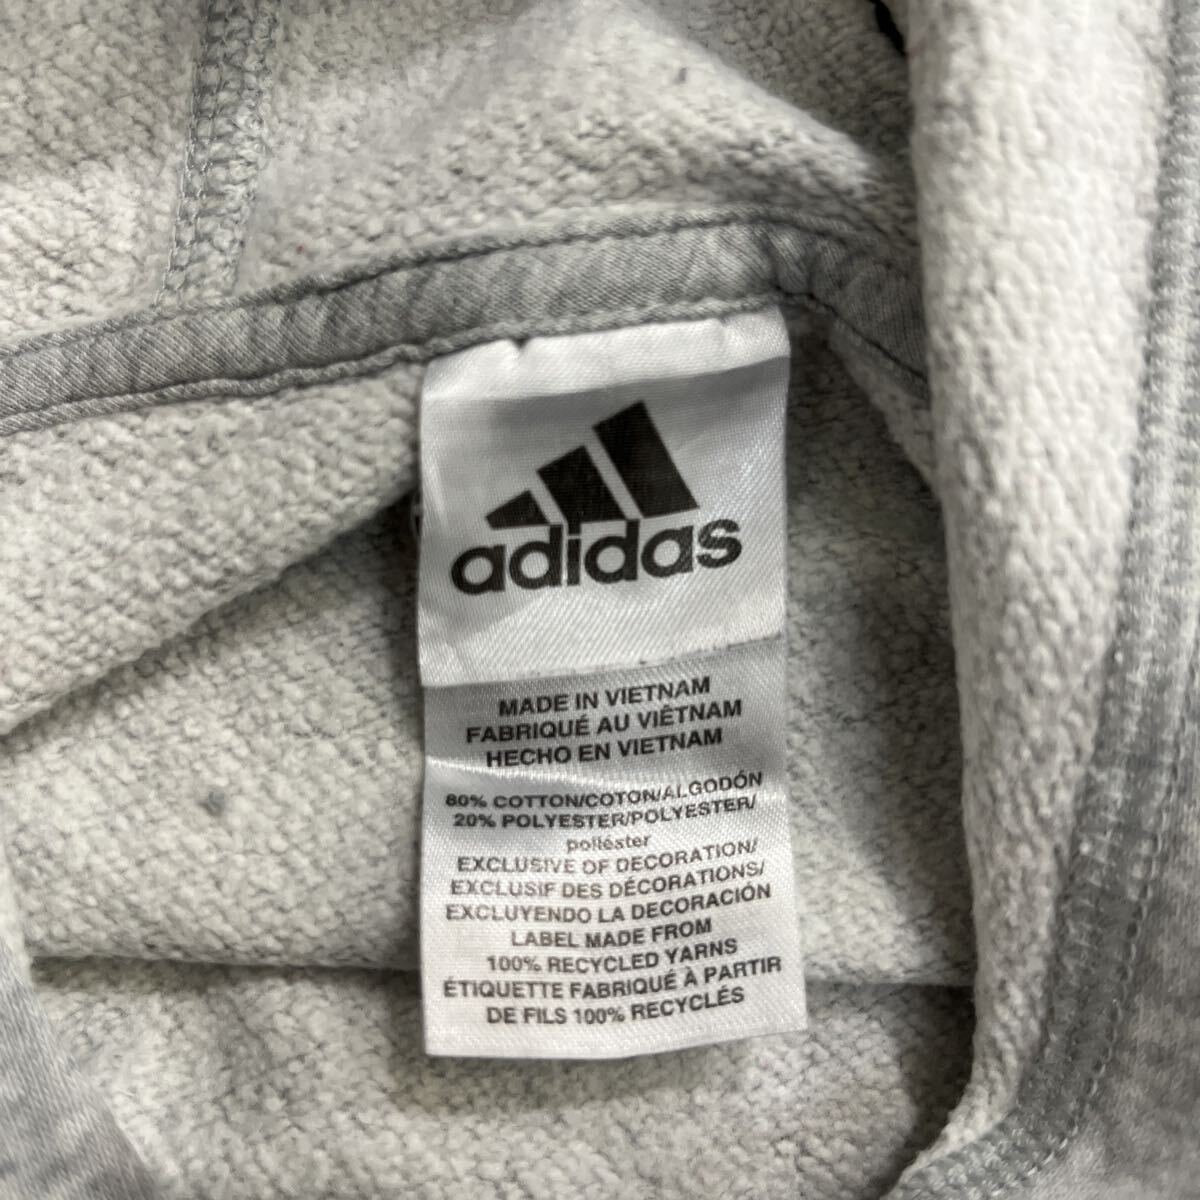 adidas
MADE IN VIETNAM
FABRIQUÉ AU VIÊTNAM
HECHO EN VIETNAM
80% COTTON/COTON/ALGODÓN
20% POLYESTER/POLYESTER/
poliéster
EXCLUSIVE OF DECORATION/
EXCLUSIF DES DÉCORATIONS/
EXCLUYENDO LA DECORACIÓN
LABEL MADE FROM
100% RECYCLED YARNS
ÉTIQUETTE FABRIQUÉ À PARTIR
DE FILS 100% RECYCLÉS